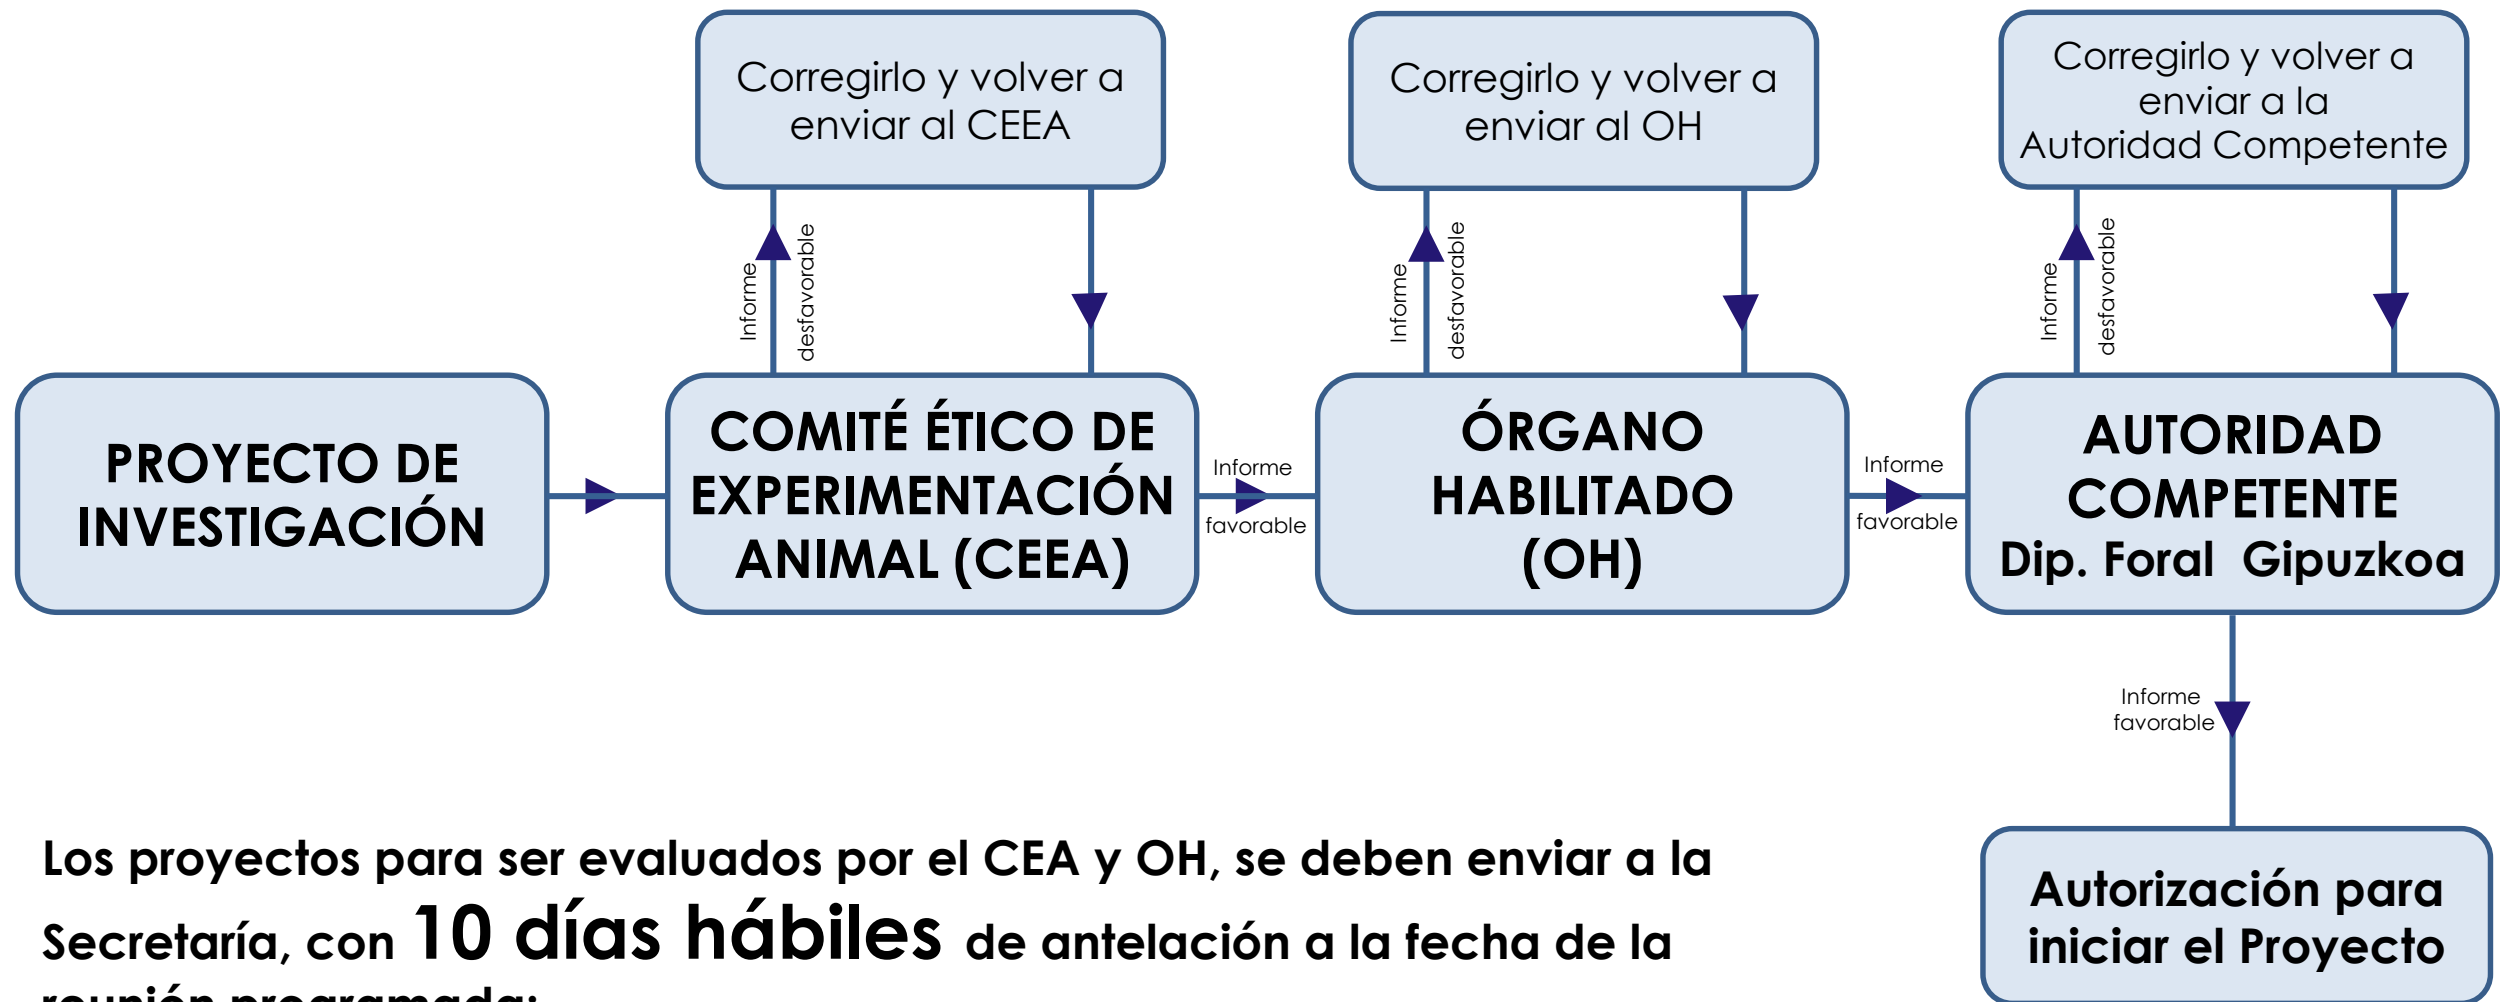 Corregirlo y volver a
enviar al CEEA
Corregirlo y volver a
enviar al OH
Corregirlo y volver a
enviar a la
Autoridad Competente
Informe
desfavorable
Informe
desfavorable
Informe
desfavorable
PROYECTO DE
INVESTIGACIÓN
COMITÉ ÉTICO DE
EXPERIMENTACIÓN
ANIMAL (CEEA)
Informe
favorable
ÓRGANO
HABILITADO
(OH)
Informe
favorable
AUTORIDAD
COMPETENTE
Dip. Foral  Gipuzkoa
Informe
favorable
Autorización para
iniciar el Proyecto
Los proyectos para ser evaluados por el CEA y OH, se deben enviar a la
Secretaría, con 10 días hábiles de antelación a la fecha de la
reunión programada: